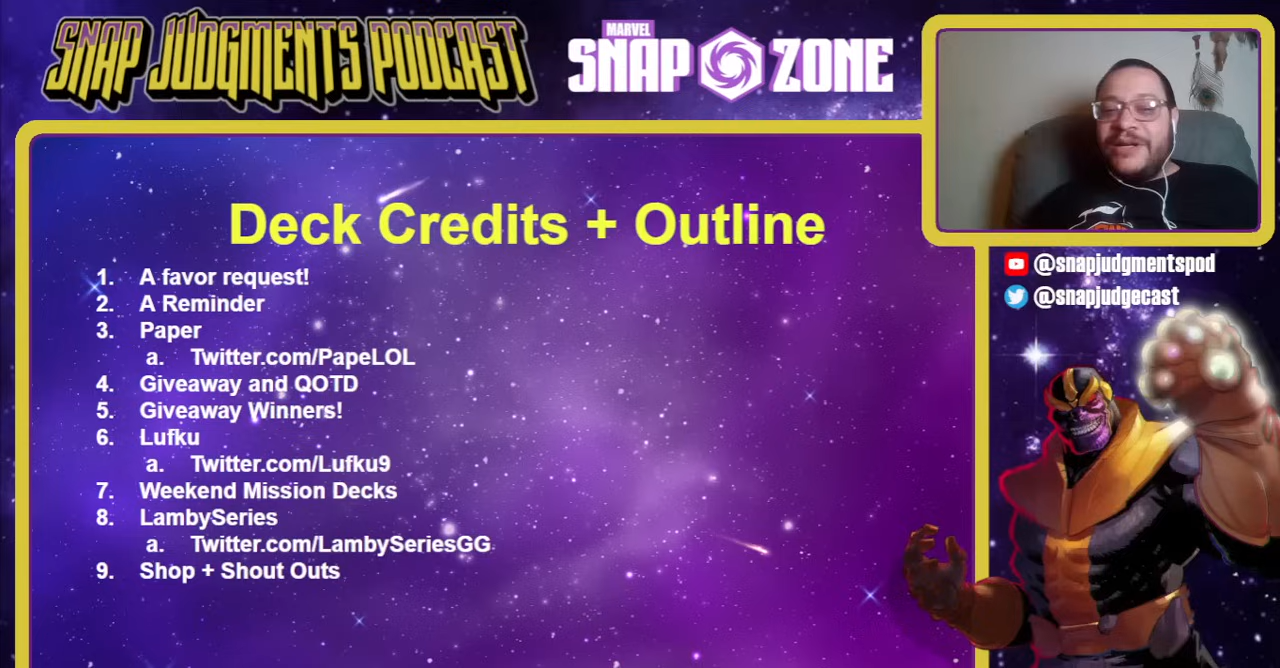 SNAP JUDGMENTS PODCAST
MARVEL
SNAP ZONE
Deck Credits + Outline
1. A favor request!
2. A Reminder
3. Paper
a. Twitter.com/PapeLOL
4. Giveaway and QOTD
5. Giveaway Winners!
6. Lufku
a. Twitter.com/Lufku9
7. Weekend Mission Decks
8. LambySeries
a. Twitter.com/LambySeriesGG
9. Shop + Shout Outs
@snapjudgmentspod
@snapjudgecast